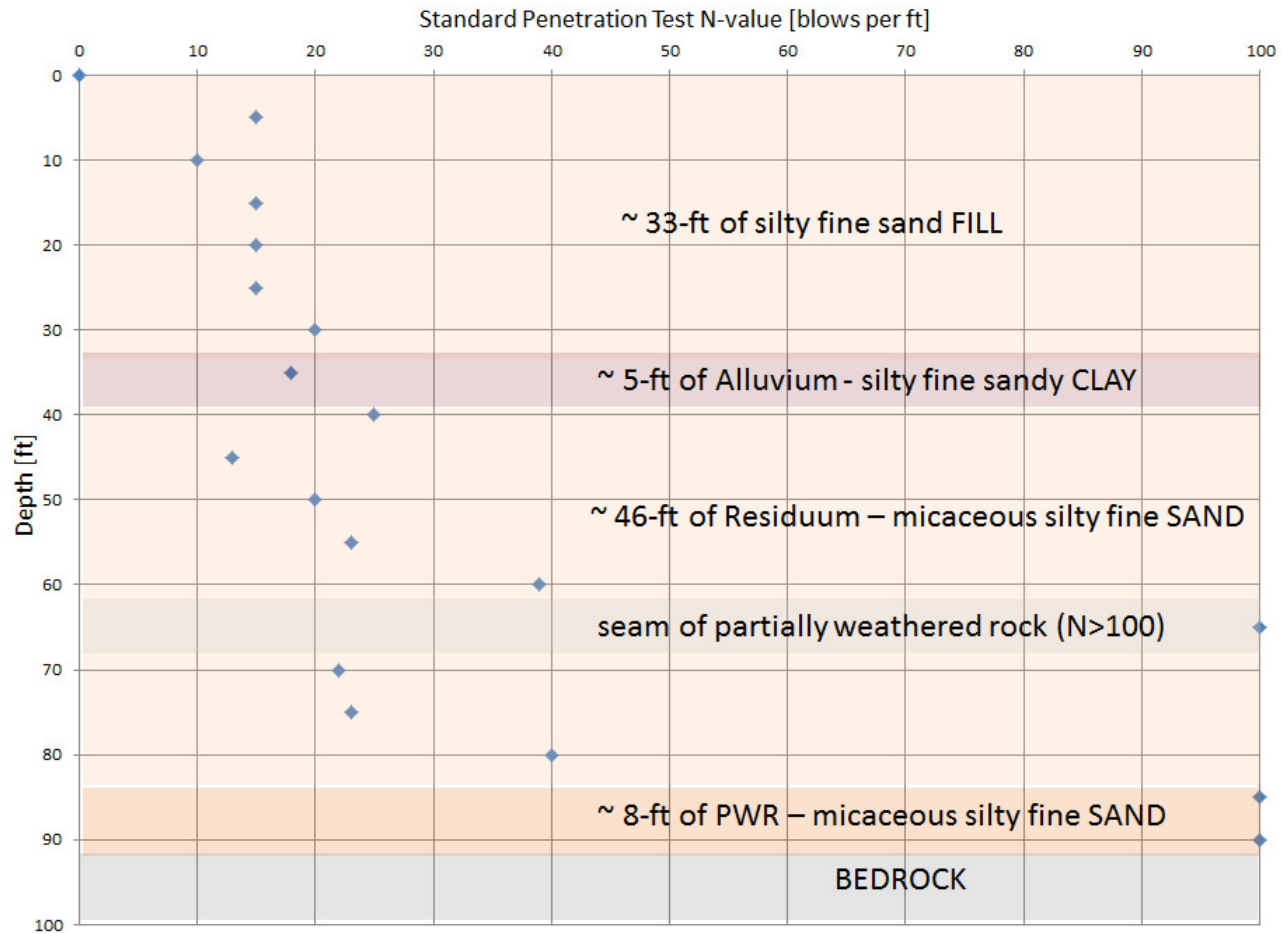 Standard Penetration Test N-value [blows per ft]
0 10 20 30 40 50 60 70 80 90 100
0
10
~ 33-ft of silty fine sand FILL
20
30
~ 5-ft of Alluvium - silty fine sandy CLAY
40
Depth [ft]
50
~ 46-ft of Residuum – micaceous silty fine SAND
60
seam of partially weathered rock (N>100)
70
80
~ 8-ft of PWR – micaceous silty fine SAND
90
BEDROCK
100